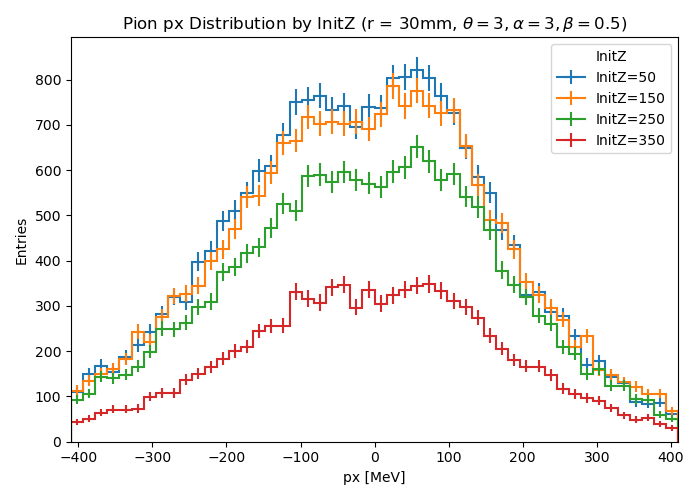 Pion px Distribution by InitZ (r = 30mm, θ = 3, α = 3, β = 0.5)
InitZ
InitZ=50
InitZ=150
InitZ=250
InitZ=350
Entries
800
700
600
500
400
300
200
100
0
−400 −300 −200 −100 0 100 200 300 400
px [MeV]